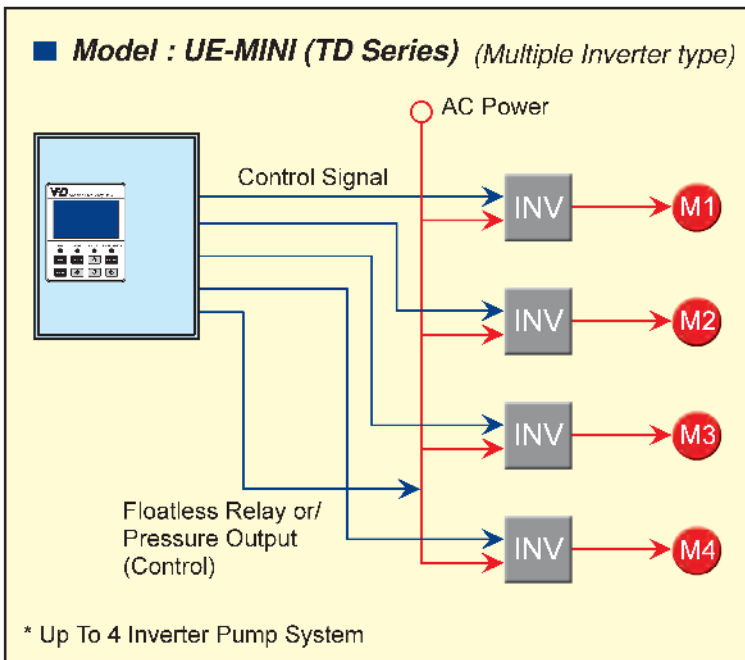 Model : UE-MINI (TD Series) (Multiple Inverter type)
AC Power
Control Signal
INV
M1
INV
M2
INV
M3
Floatless Relay or/
Pressure Output
(Control)
INV
M4
* Up To 4 Inverter Pump System